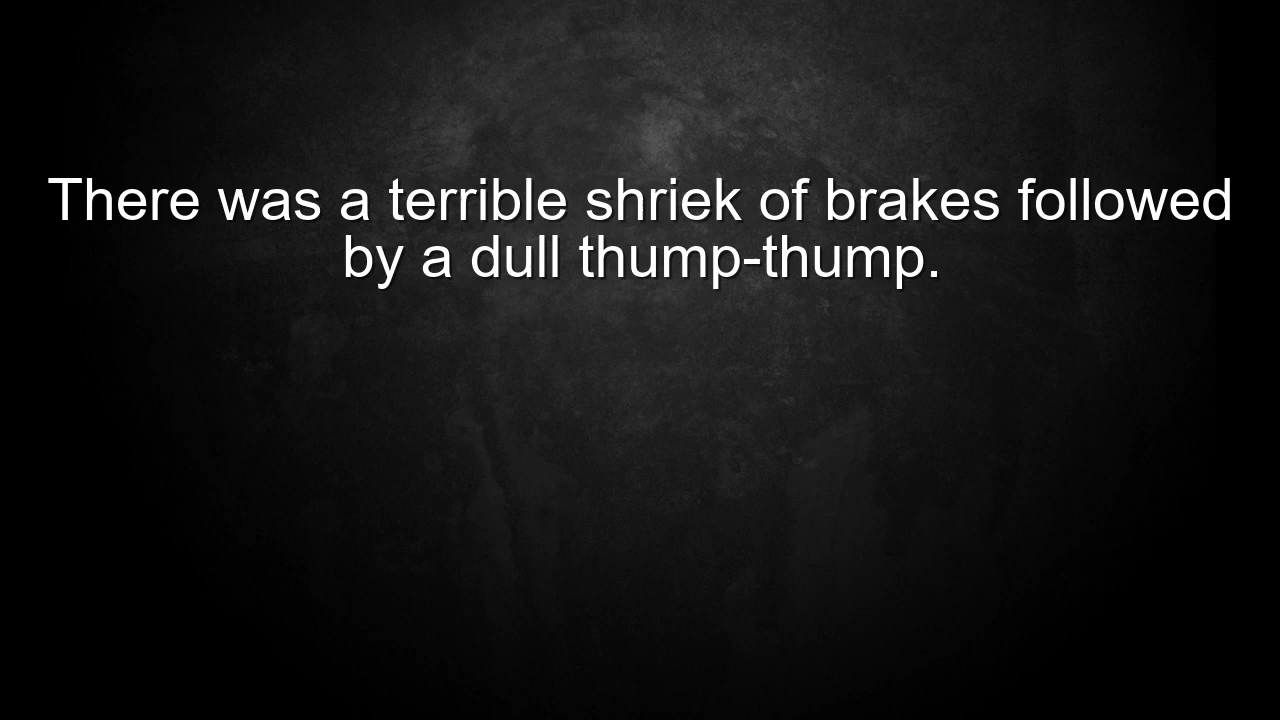 There was a terrible shriek of brakes followed
by a dull thump-thump.